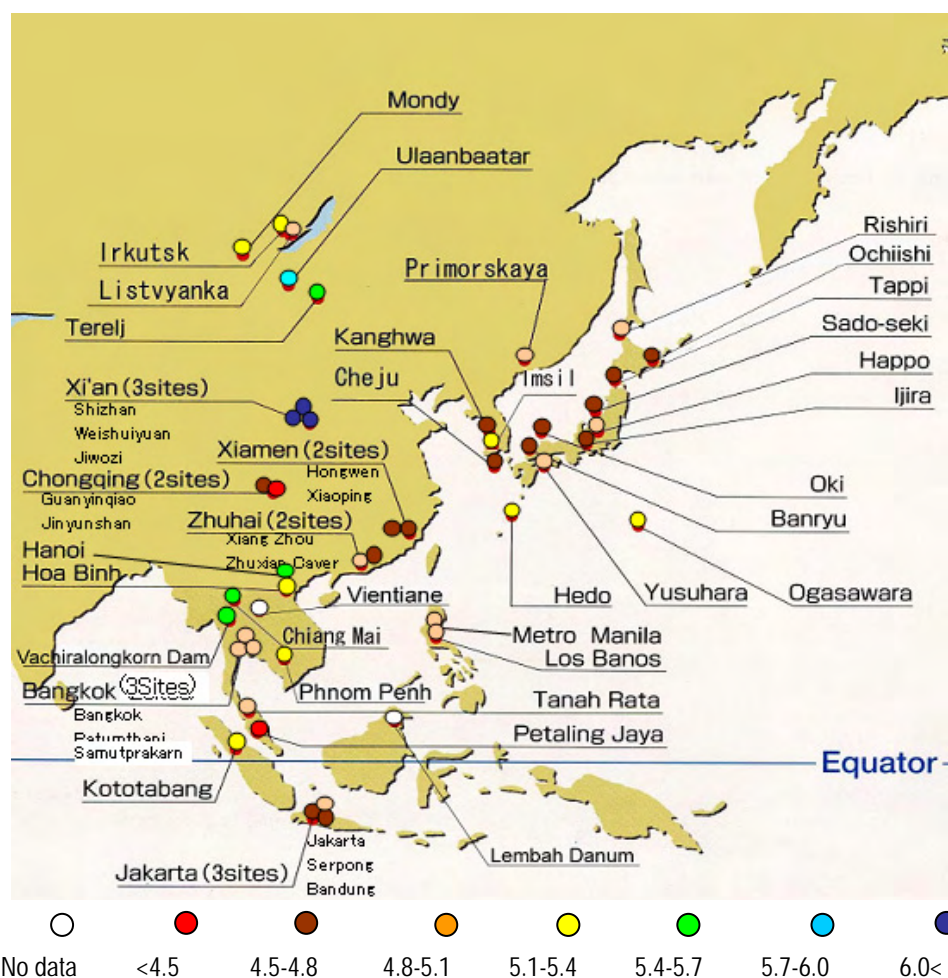 Mondy
Ulaanbaatar
Irkutsk
Listvyanka
Terelj
Primorskaya
Rishiri
Ochiishi
Tappi
Sado-seki
Happo
Ijira
Kanghwa
Cheju
Imsil
Xi'an (3sites)
Shizhan
Weishuiyuan
Jiwozi
Xiamen (2sites)
Hongwen
Xiaoping
Chongqing (2sites)
Guanyinqiao
Jinyunshan
Zhuhai (2sites)
Xiang Zhou
Zhuxian Caver
Oki
Banryu
Hanoi
Hoa Binh
Vientiane
Hedo
Yusuhara
Ogasawara
Chiang Mai
Metro Manila
Los Banos
Vachiralongkorn Dam
Bangkok (3Sites)
Bangkok
Patumthani
Samutprakarn
Phnom Penh
Tanah Rata
Petaling Jaya
Equator
Kototabang
Jakarta (3sites)
Jakarta
Serpong
Bandung
Lembah Danum
No data <4.5 4.5-4.8 4.8-5.1 5.1-5.4 5.4-5.7 5.7-6.0 6.0<